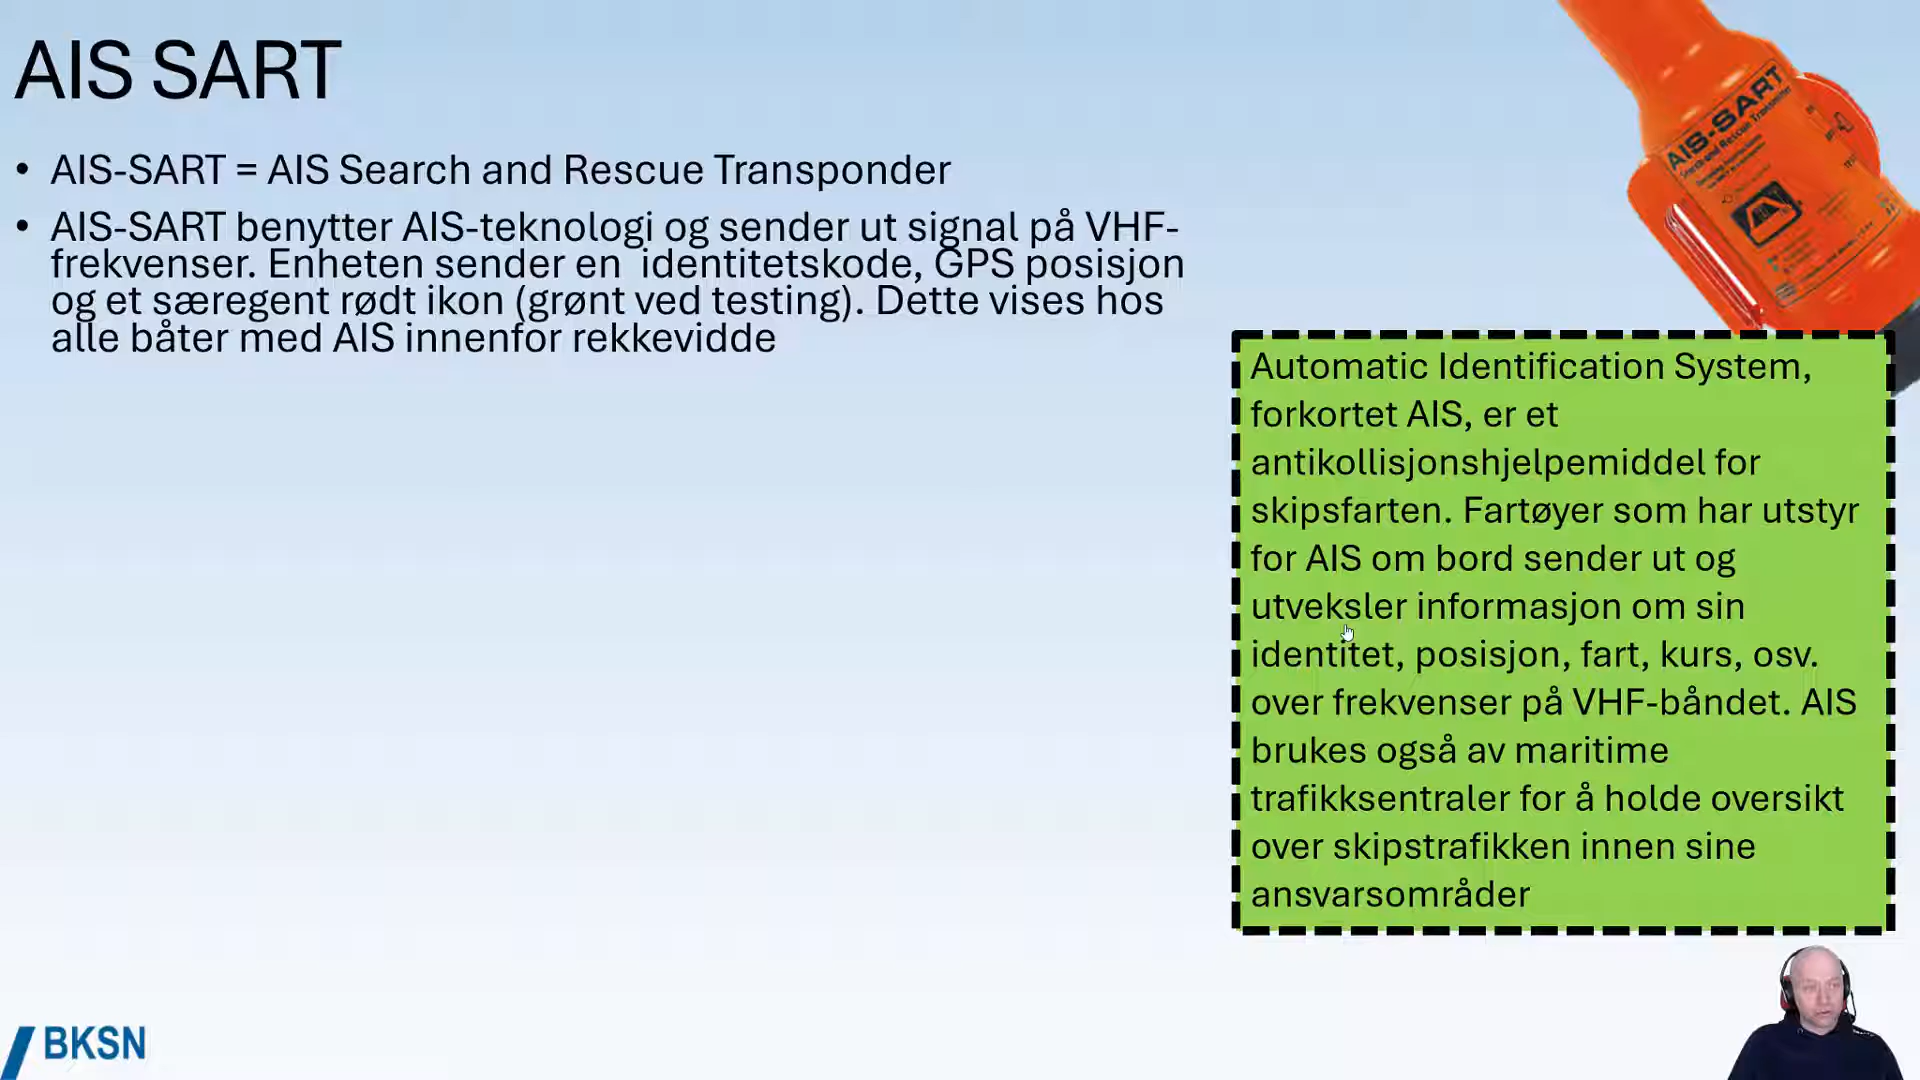 AIS SART
• AIS-SART = AIS Search and Rescue Transponder
• AIS-SART benytter AIS-teknologi og sender ut signal på VHF-
frekvenser. Enheten sender en identitetskode, GPS posisjon
og et særegent rødt ikon (grønt ved testing). Dette vises hos
alle båter med AIS innenfor rekkevidde
AIS-SART
Search and Rescue Transmitter
Automatic Identification System,
forkortet AIS, er et
antikollisjonshjelpemiddel for
skipsfarten. Fartøyer som har utstyr
for AIS om bord sender ut og
utveksler informasjon om sin
identitet, posisjon, fart, kurs, osv.
over frekvenser på VHF-båndet. AIS
brukes også av maritime
trafikksentraler for å holde oversikt
over skipstrafikken innen sine
ansvarsområder
BKSN